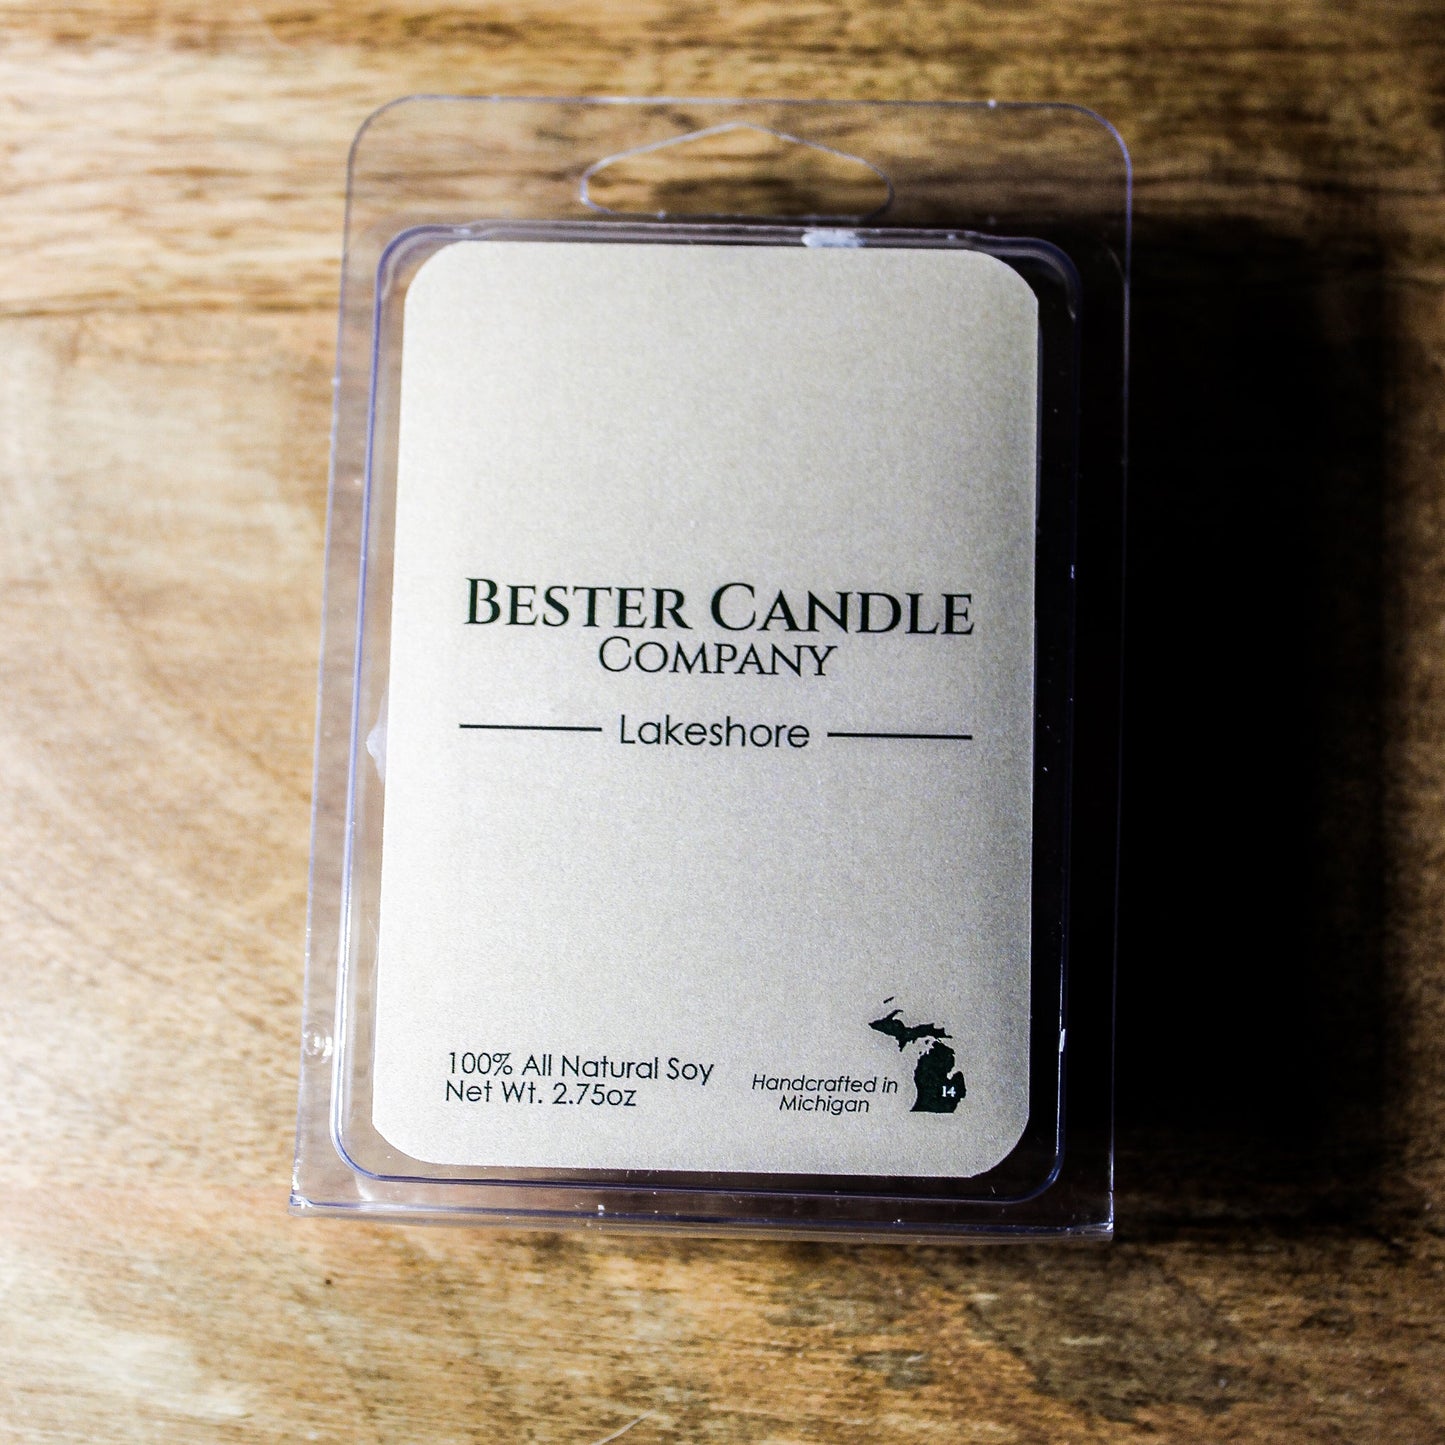 BESTER CANDLE
COMPANY
Lakeshore
100% All Natural Soy
Net Wt. 2.75oz
Handcrafted in
Michigan
14